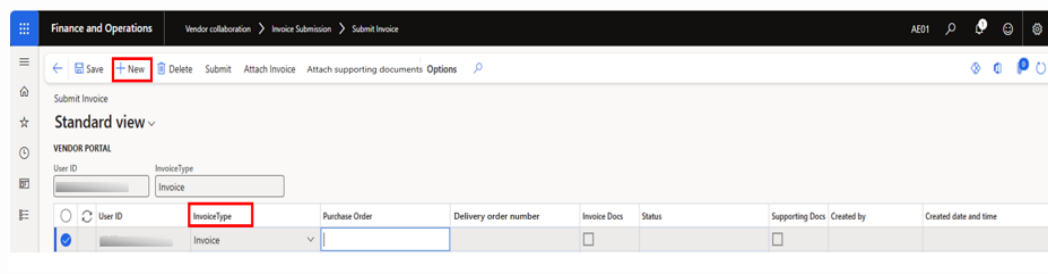 Finance and Operations Vendor collaboration > Invoice Submission > Submit Invoice AE01
Save + New Delete Submit Attach Invoice Attach supporting documents Options 0
Submit Invoice
Standard view
VENDOR PORTAL
User ID InvoiceType
Invoice
User ID InvoiceType Purchase Order Delivery order number Invoice Docs Status Supporting Docs Created by Created date and time
Invoice